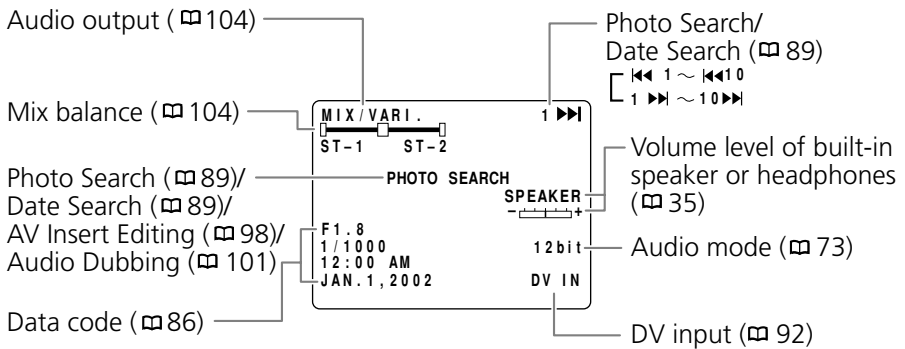 Audio output ( 104)
Mix balance ( 104)
Photo Search ( 89)/
Date Search ( 89)/
AV Insert Editing ( 98)/
Audio Dubbing ( 101)
Data code ( 86)
MIX/VARI.
1 ▶▶|
ST-1 ST-2
PHOTO SEARCH
SPEAKER
- +
F1.8
1/1000
12:00 AM
JAN.1,2002
12bit
DV IN
Photo Search/
Date Search ( 89)
|◀◀ 1 ~ |◀◀10
1 ▶▶| ~ 10▶▶|
Volume level of built-in
speaker or headphones
( 35)
Audio mode ( 73)
DV input ( 92)